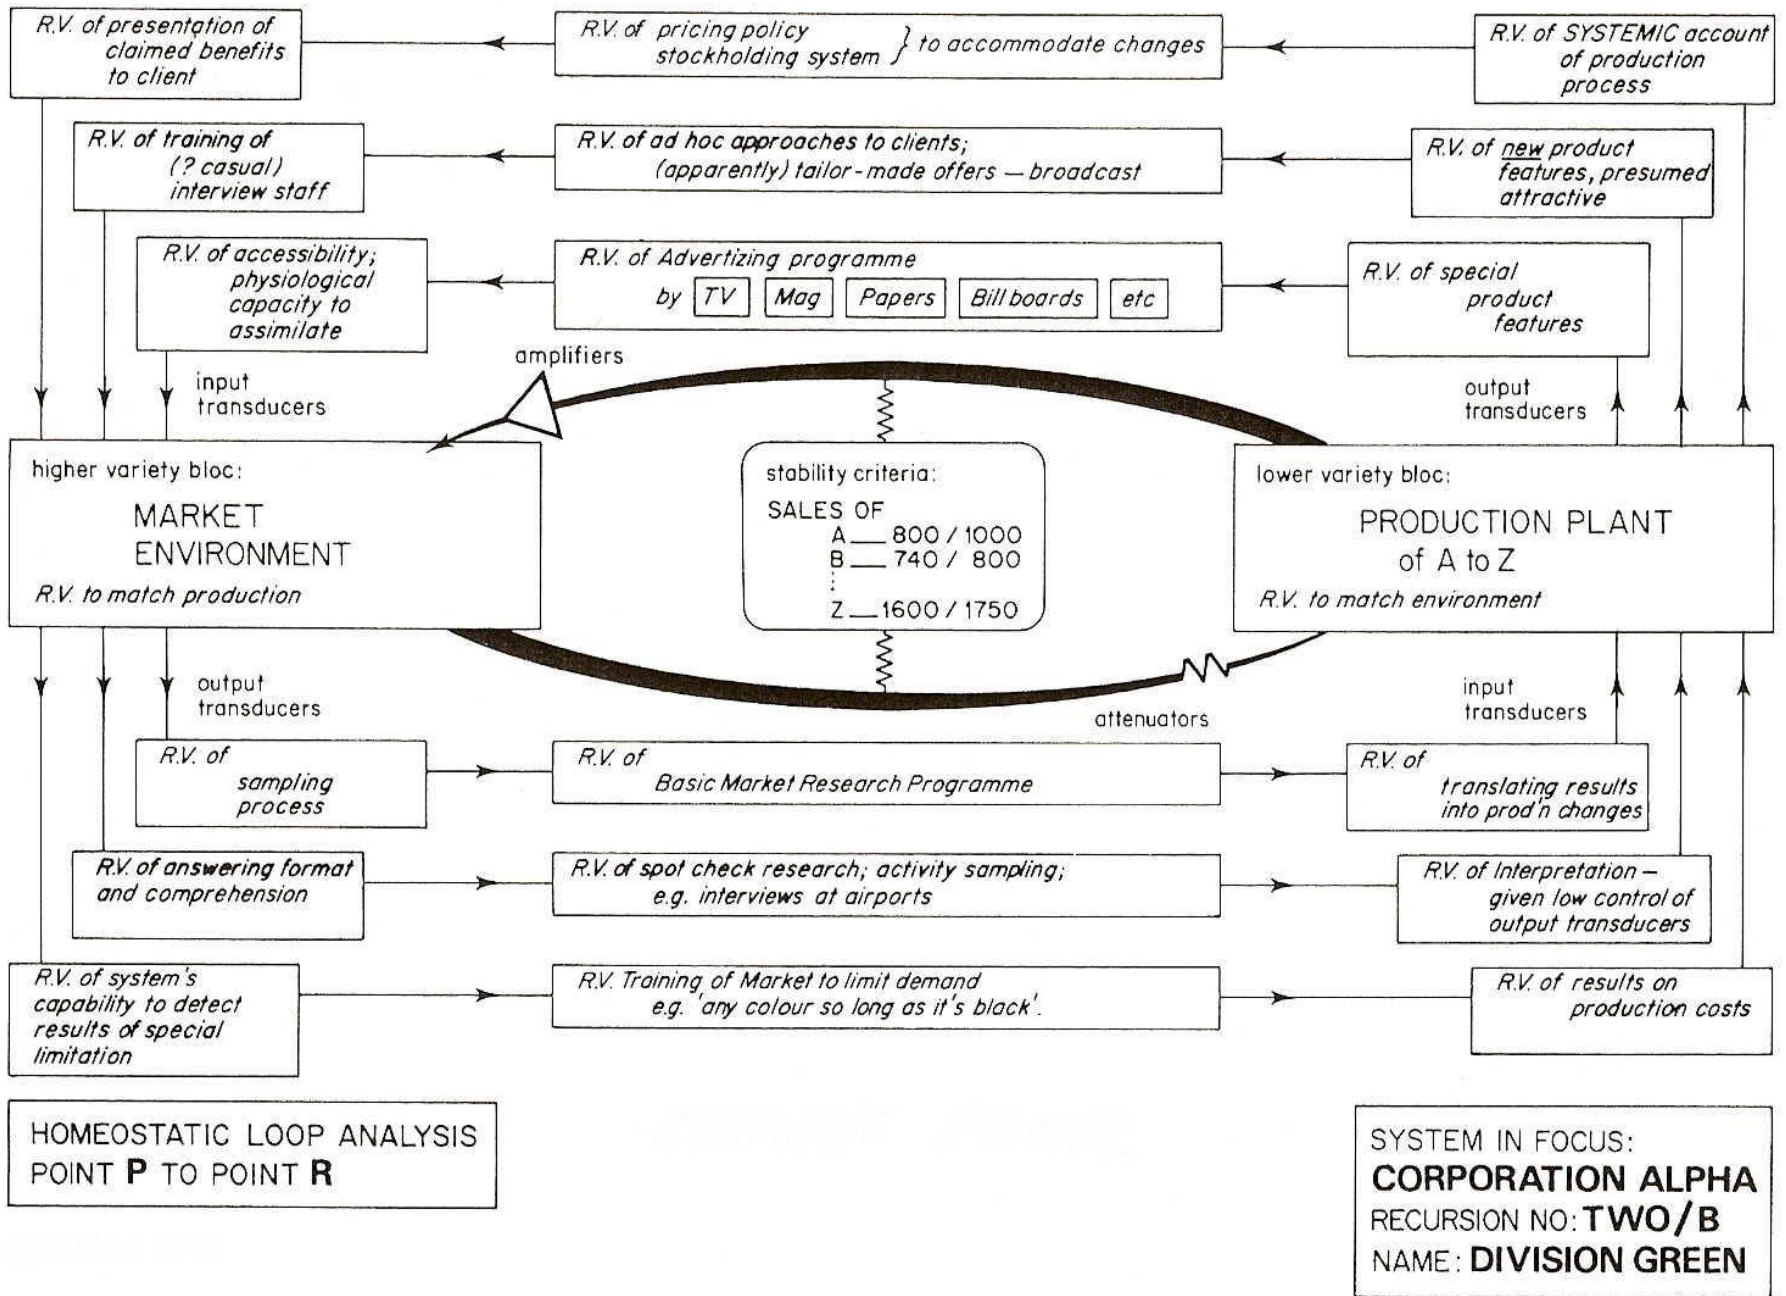 R.V. of presentation of
claimed benefits
to client
R.V. of pricing policy
stockholding system } to accommodate changes
R.V. of SYSTEMIC account
of production
process
R.V. of training of
(? casual)
interview staff
R.V. of ad hoc approaches to clients;
(apparently) tailor-made offers — broadcast
R.V. of new product
features, presumed
attractive
R.V. of accessibility;
physiological
capacity to
assimilate
R.V. of Advertizing programme
by TV Mag Papers Billboards etc
R.V. of special
product
features
amplifiers
input
transducers
output
transducers
higher variety bloc:
MARKET
ENVIRONMENT
R.V. to match production
stability criteria:
SALES OF
A __ 800 / 1000
B __ 740 / 800
⋮
Z __ 1600 / 1750
lower variety bloc:
PRODUCTION PLANT
of A to Z
R.V. to match environment
output
transducers
attenuators
input
transducers
R.V. of
sampling
process
R.V. of
Basic Market Research Programme
R.V. of
translating results
into prod'n changes
R.V. of answering format
and comprehension
R.V. of spot check research; activity sampling;
e.g. interviews at airports
R.V. of Interpretation —
given low control of
output transducers
R.V. of system's
capability to detect
results of special
limitation
R.V. Training of Market to limit demand
e.g. 'any colour so long as it's black'.
R.V. of results on
production costs
HOMEOSTATIC LOOP ANALYSIS
POINT P TO POINT R
SYSTEM IN FOCUS:
CORPORATION ALPHA
RECURSION NO: TWO/B
NAME: DIVISION GREEN